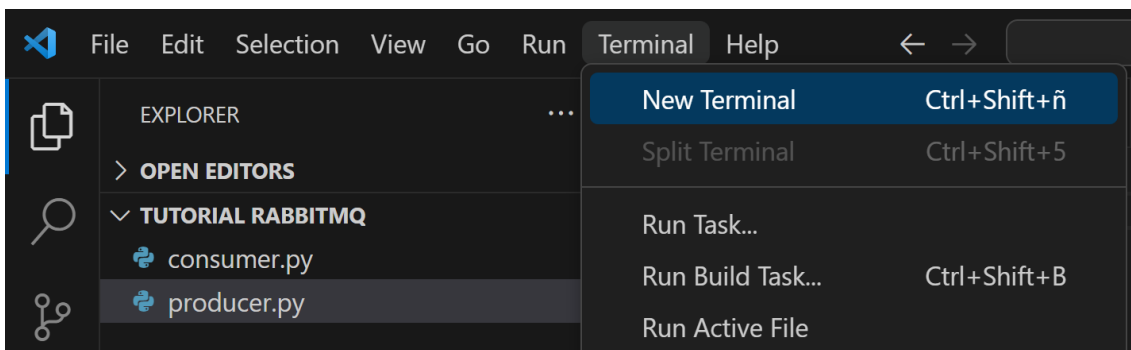 File Edit Selection View Go Run Terminal Help
EXPLORER
OPEN EDITORS
TUTORIAL RABBITMQ
consumer.py
producer.py
New Terminal Ctrl+Shift+ñ
Split Terminal Ctrl+Shift+5
Run Task...
Run Build Task... Ctrl+Shift+B
Run Active File